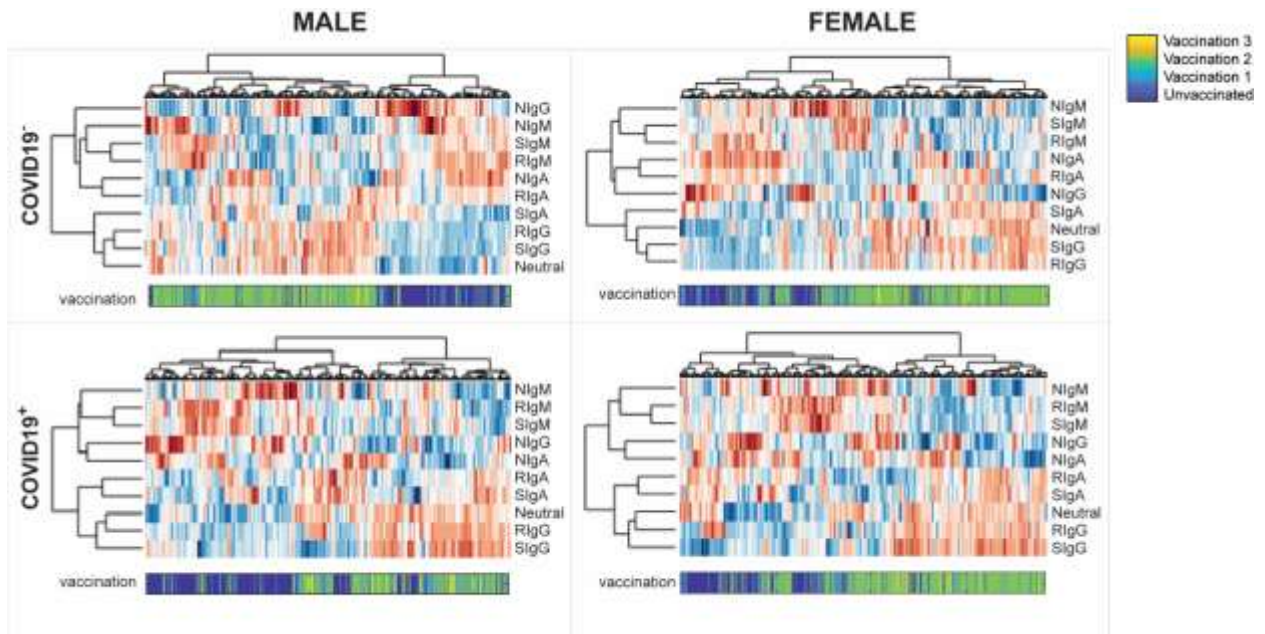 MALE
FEMALE
Vaccination 3
Vaccination 2
Vaccination 1
Unvaccinated
COVID19-
NIgG
NIgM
SIgM
RIgM
NIgA
RIgA
SIgA
RIgG
SIgG
Neutral
vaccination
NIgM
SIgM
RIgM
NIgA
RIgA
NIgG
SIgA
Neutral
SIgG
RIgG
vaccination
COVID19+
NIgM
RIgM
SIgM
NIgG
NIgA
RIgA
SIgA
Neutral
RIgG
SIgG
vaccination
NIgM
RIgM
SIgM
NIgG
NIgA
RIgA
SIgA
Neutral
RIgG
SIgG
vaccination